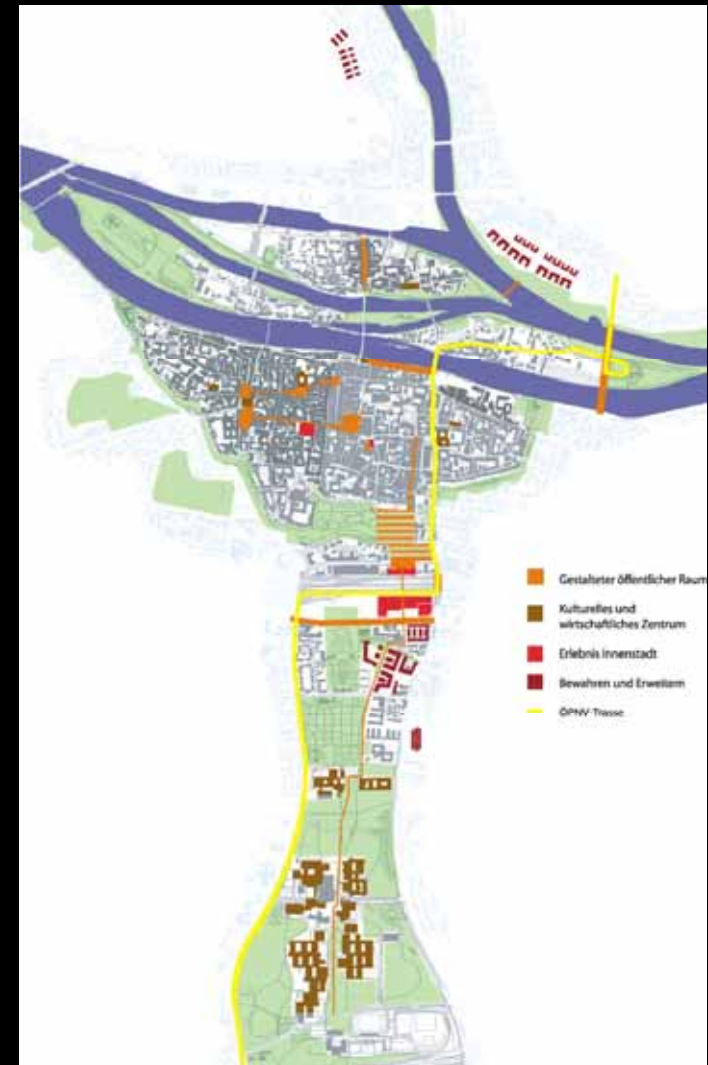 Gestalteter öffentlicher Raum
Kulturelles und
wirtschaftliches Zentrum
Erlebnis Innenstadt
Bewahren und Erweitern
ÖPNV-Trasse